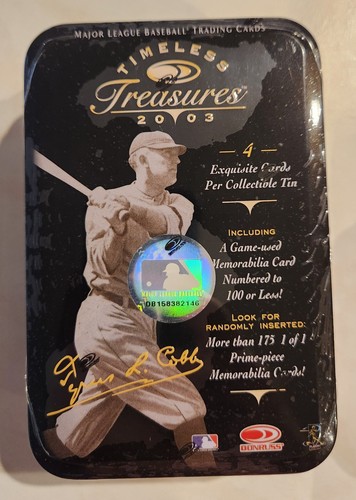 MAJOR LEAGUE BASEBALL® TRADING CARDS
TIMELESS
Treasures
2003
4
Exquisite Cards
Per Collectible Tin
INCLUDING
A Game-used
Memorabilia Card
Numbered to
100 or Less!
LOOK FOR
RANDOMLY INSERTED:
More than 175 1 of 1
Prime-piece
Memorabilia Cards!
Tyrus R. Cobb
DONRUSS